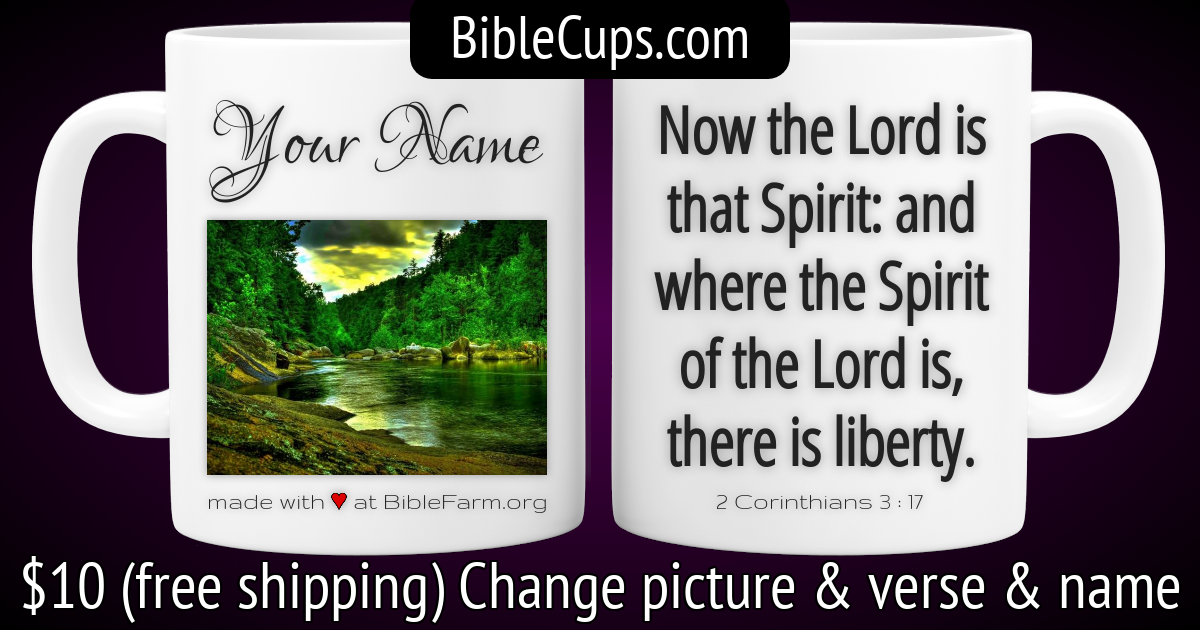 BibleCups.com
Your Name
made with ♥ at BibleFarm.org
Now the Lord is
that Spirit: and
where the Spirit
of the Lord is,
there is liberty.
2 Corinthians 3 : 17
$10 (free shipping) Change picture & verse & name